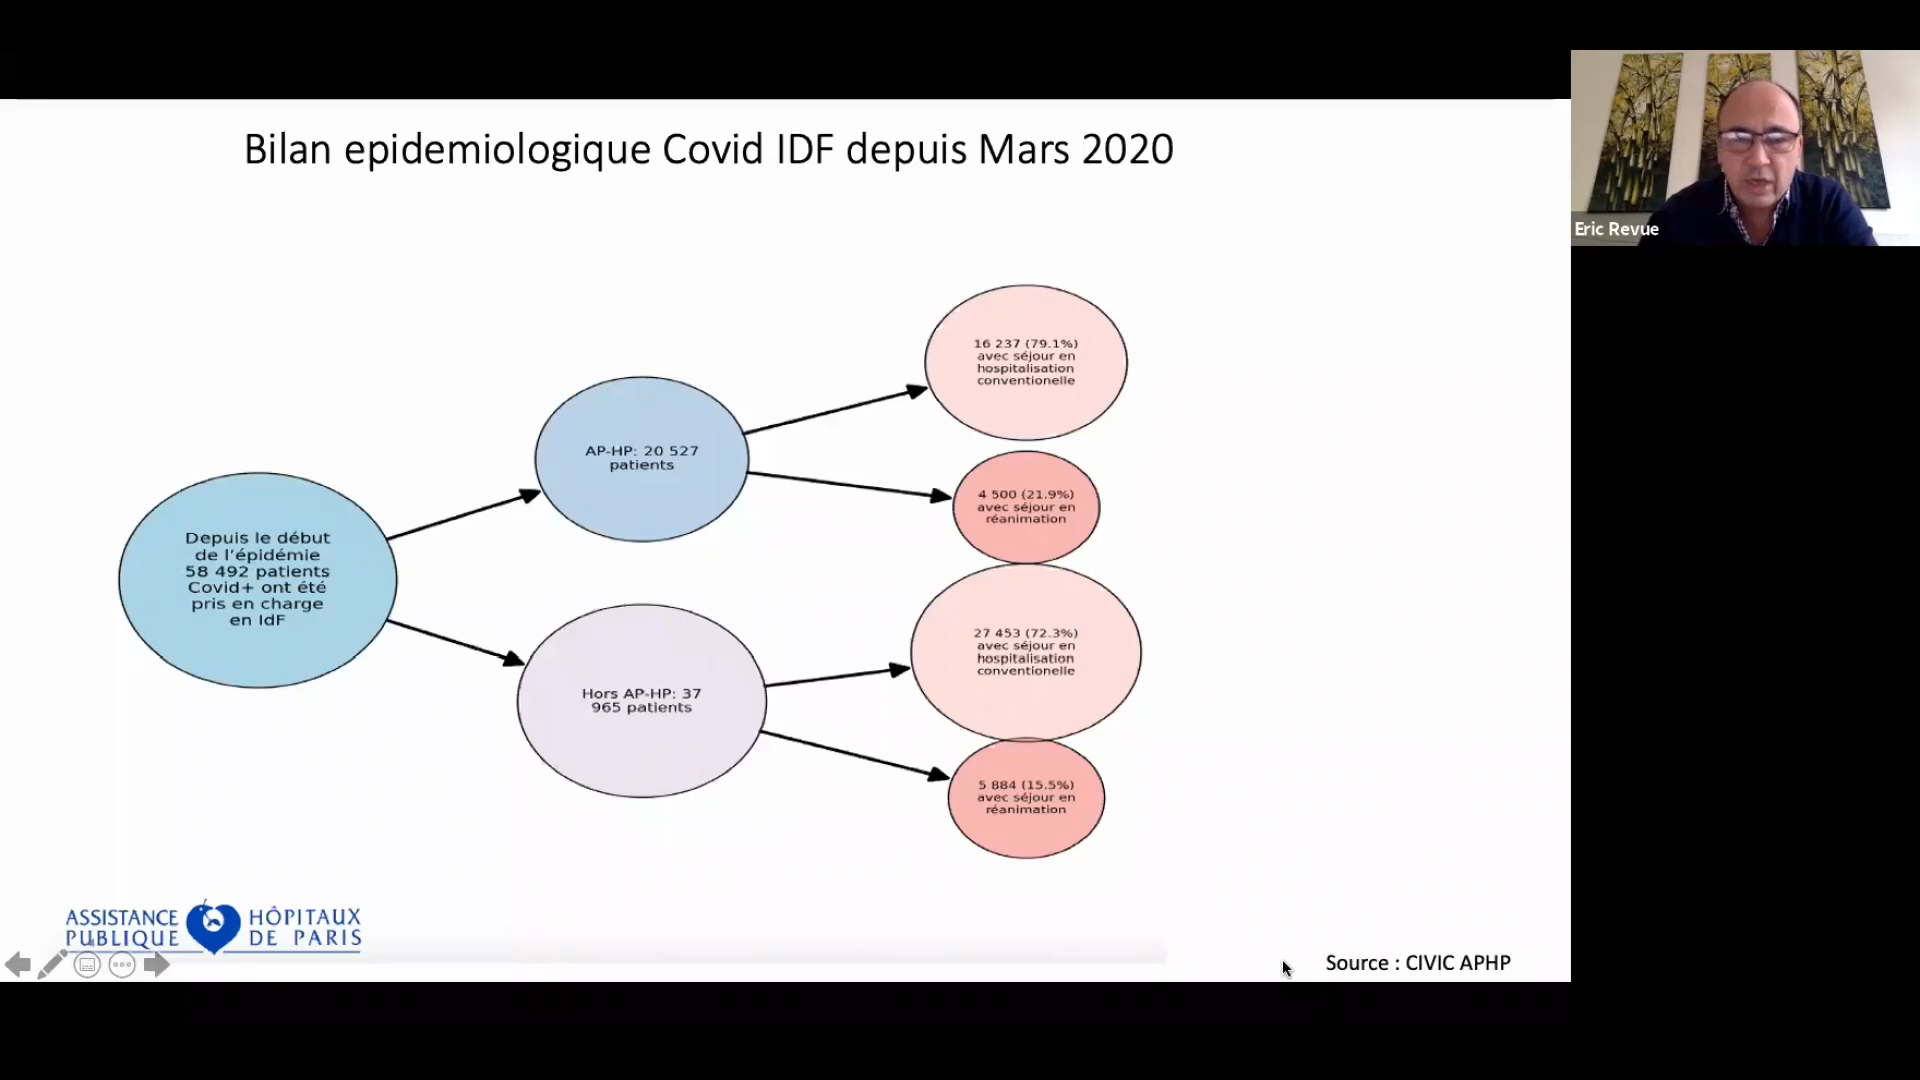 Bilan epidemiologique Covid IDF depuis Mars 2020
Eric Revue
16 237 (79.1%)
avec séjour en
hospitalisation
conventionelle
AP-HP: 20 527
patients
4 500 (21.9%)
avec séjour en
réanimation
Depuis le début
de l'épidémie
58 492 patients
Covid+ ont été
pris en charge
en IdF
27 453 (72.3%)
avec séjour en
hospitalisation
conventionelle
Hors AP-HP: 37
965 patients
5 884 (15.5%)
avec séjour en
réanimation
ASSISTANCE HÔPITAUX
PUBLIQUE DE PARIS
Source : CIVIC APHP